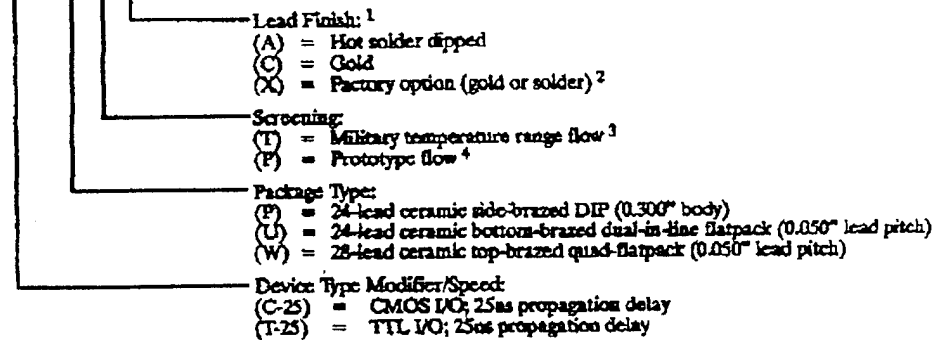 Lead Finish: 1
(A) = Hot solder dipped
(C) = Gold
(X) = Factory option (gold or solder) 2
Screening:
(T) = Military temperature range flow 3
(P) = Prototype flow 4
Package Type:
(P) = 24-lead ceramic side-brazed DIP (0.300" body)
(U) = 24-lead ceramic bottom-brazed dual-in-line flatpack (0.050" lead pitch)
(W) = 28-lead ceramic top-brazed quad-flatpack (0.050" lead pitch)
Device Type Modifier/Speed:
(C-25) = CMOS I/O; 25ns propagation delay
(T-25) = TTL I/O; 25ns propagation delay